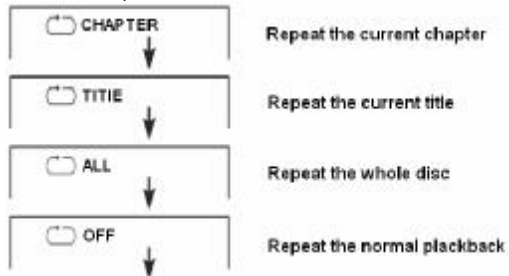 CHAPTER
Repeat the current chapter
TITIE
Repeat the current title
ALL
Repeat the whole disc
OFF
Repeat the normal plackback